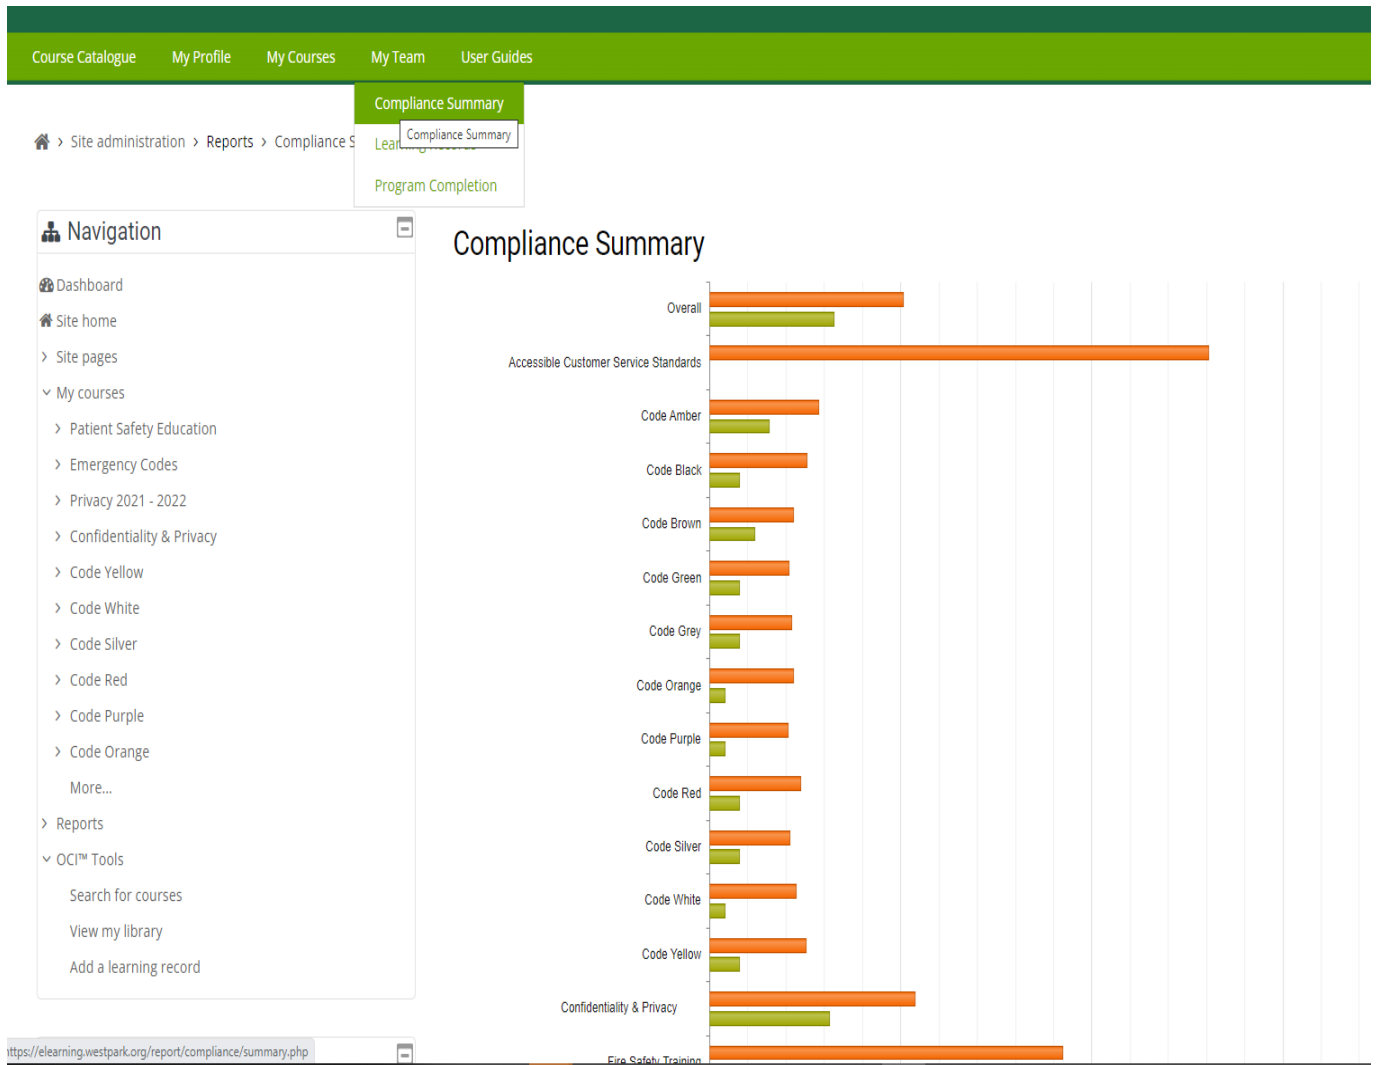 Course Catalogue My Profile My Courses My Team User Guides
Compliance Summary
Compliance Summary
Site administration > Reports > Compliance S
Program Completion
Navigation
Compliance Summary
Dashboard
Site home
Site pages
My courses
Patient Safety Education
Emergency Codes
Privacy 2021 - 2022
Confidentiality & Privacy
Code Yellow
Code White
Code Silver
Code Red
Code Purple
Code Orange
More...
Reports
OCI™ Tools
Search for courses
View my library
Add a learning record
Overall
Accessible Customer Service Standards
Code Amber
Code Black
Code Brown
Code Green
Code Grey
Code Orange
Code Purple
Code Red
Code Silver
Code White
Code Yellow
Confidentiality & Privacy
Fire Safety Training
ttps://elearning.westpark.org/report/compliance/summary.php